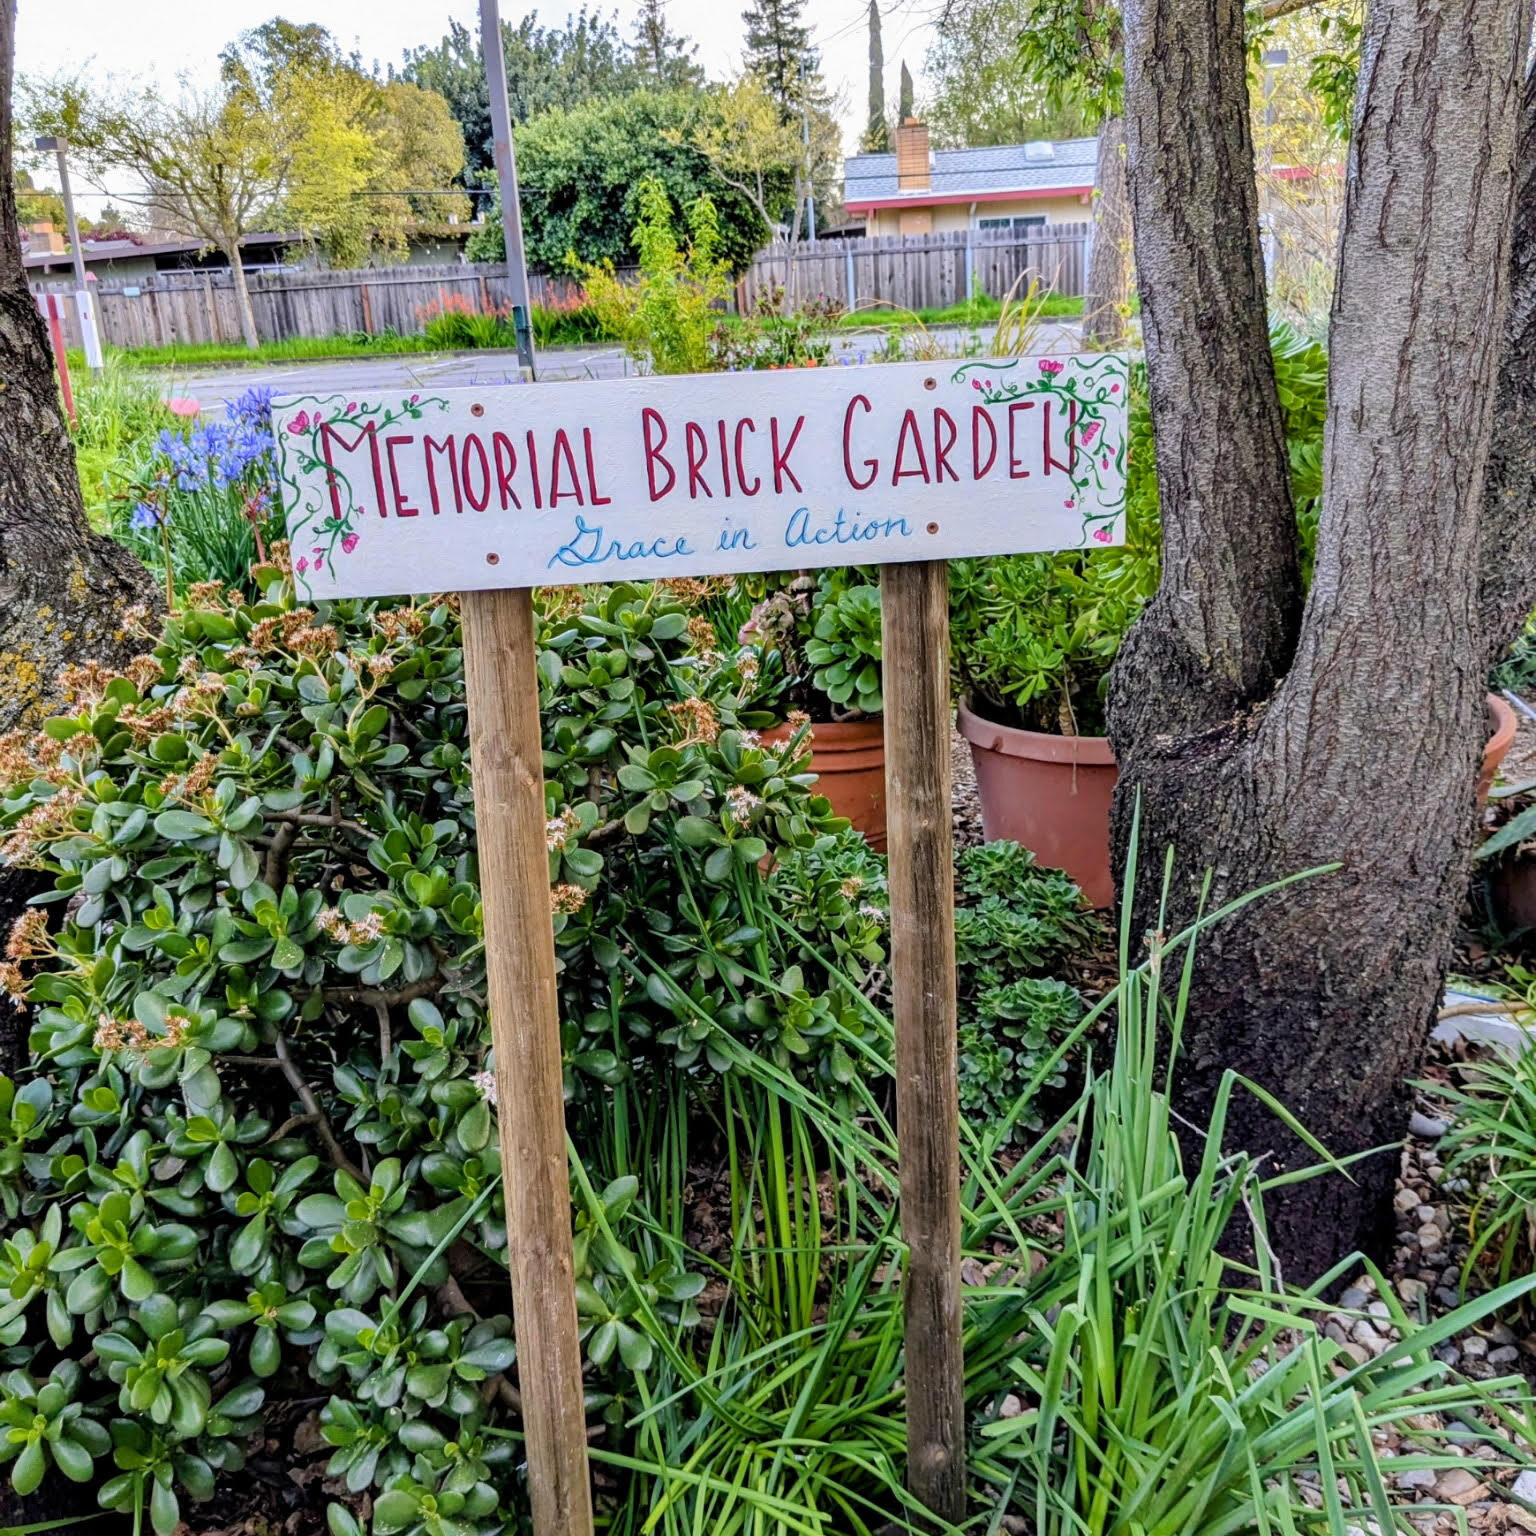 MEMORIAL BRICK GARDEN
Grace in Action